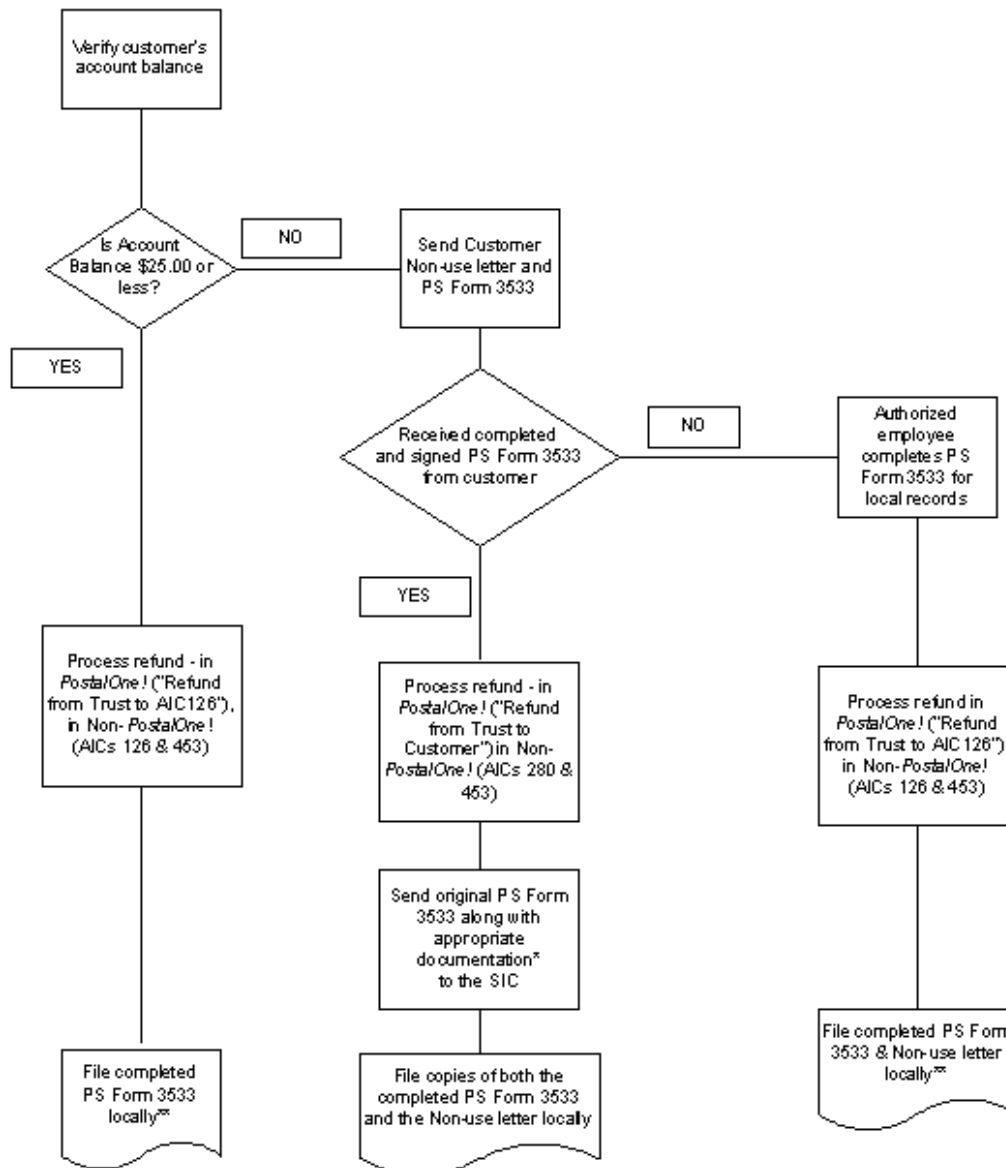 Verify customer's
account balance
Is Account
Balance $25.00 or
less?
NO
Send Customer
Non-use letter and
PS Form 3533
YES
Received completed
and signed PS Form 3533
from customer
NO
Authorized
employee
completes PS
Form 3533 for
local records
YES
Process refund - in
PostalOne! ("Refund
from Trust to AIC126"),
in Non- PostalOne!
(AICs 126 & 453)
Process refund - in
PostalOne! ("Refund
from Trust to
Customer") in Non-
PostalOne! (AICs 280 &
453)
Process refund in
PostalOne! ("Refund
from Trust to AIC126")
in Non-PostalOne!
(AICs 126 & 453)
Send original PS Form
3533 along with
appropriate
documentation*
to the SIC
File completed
PS Form 3533
locally**
File copies of both the
completed PS Form 3533
and the Non-use letter locally
File completed PS Form
3533 & Non-use letter
locally**